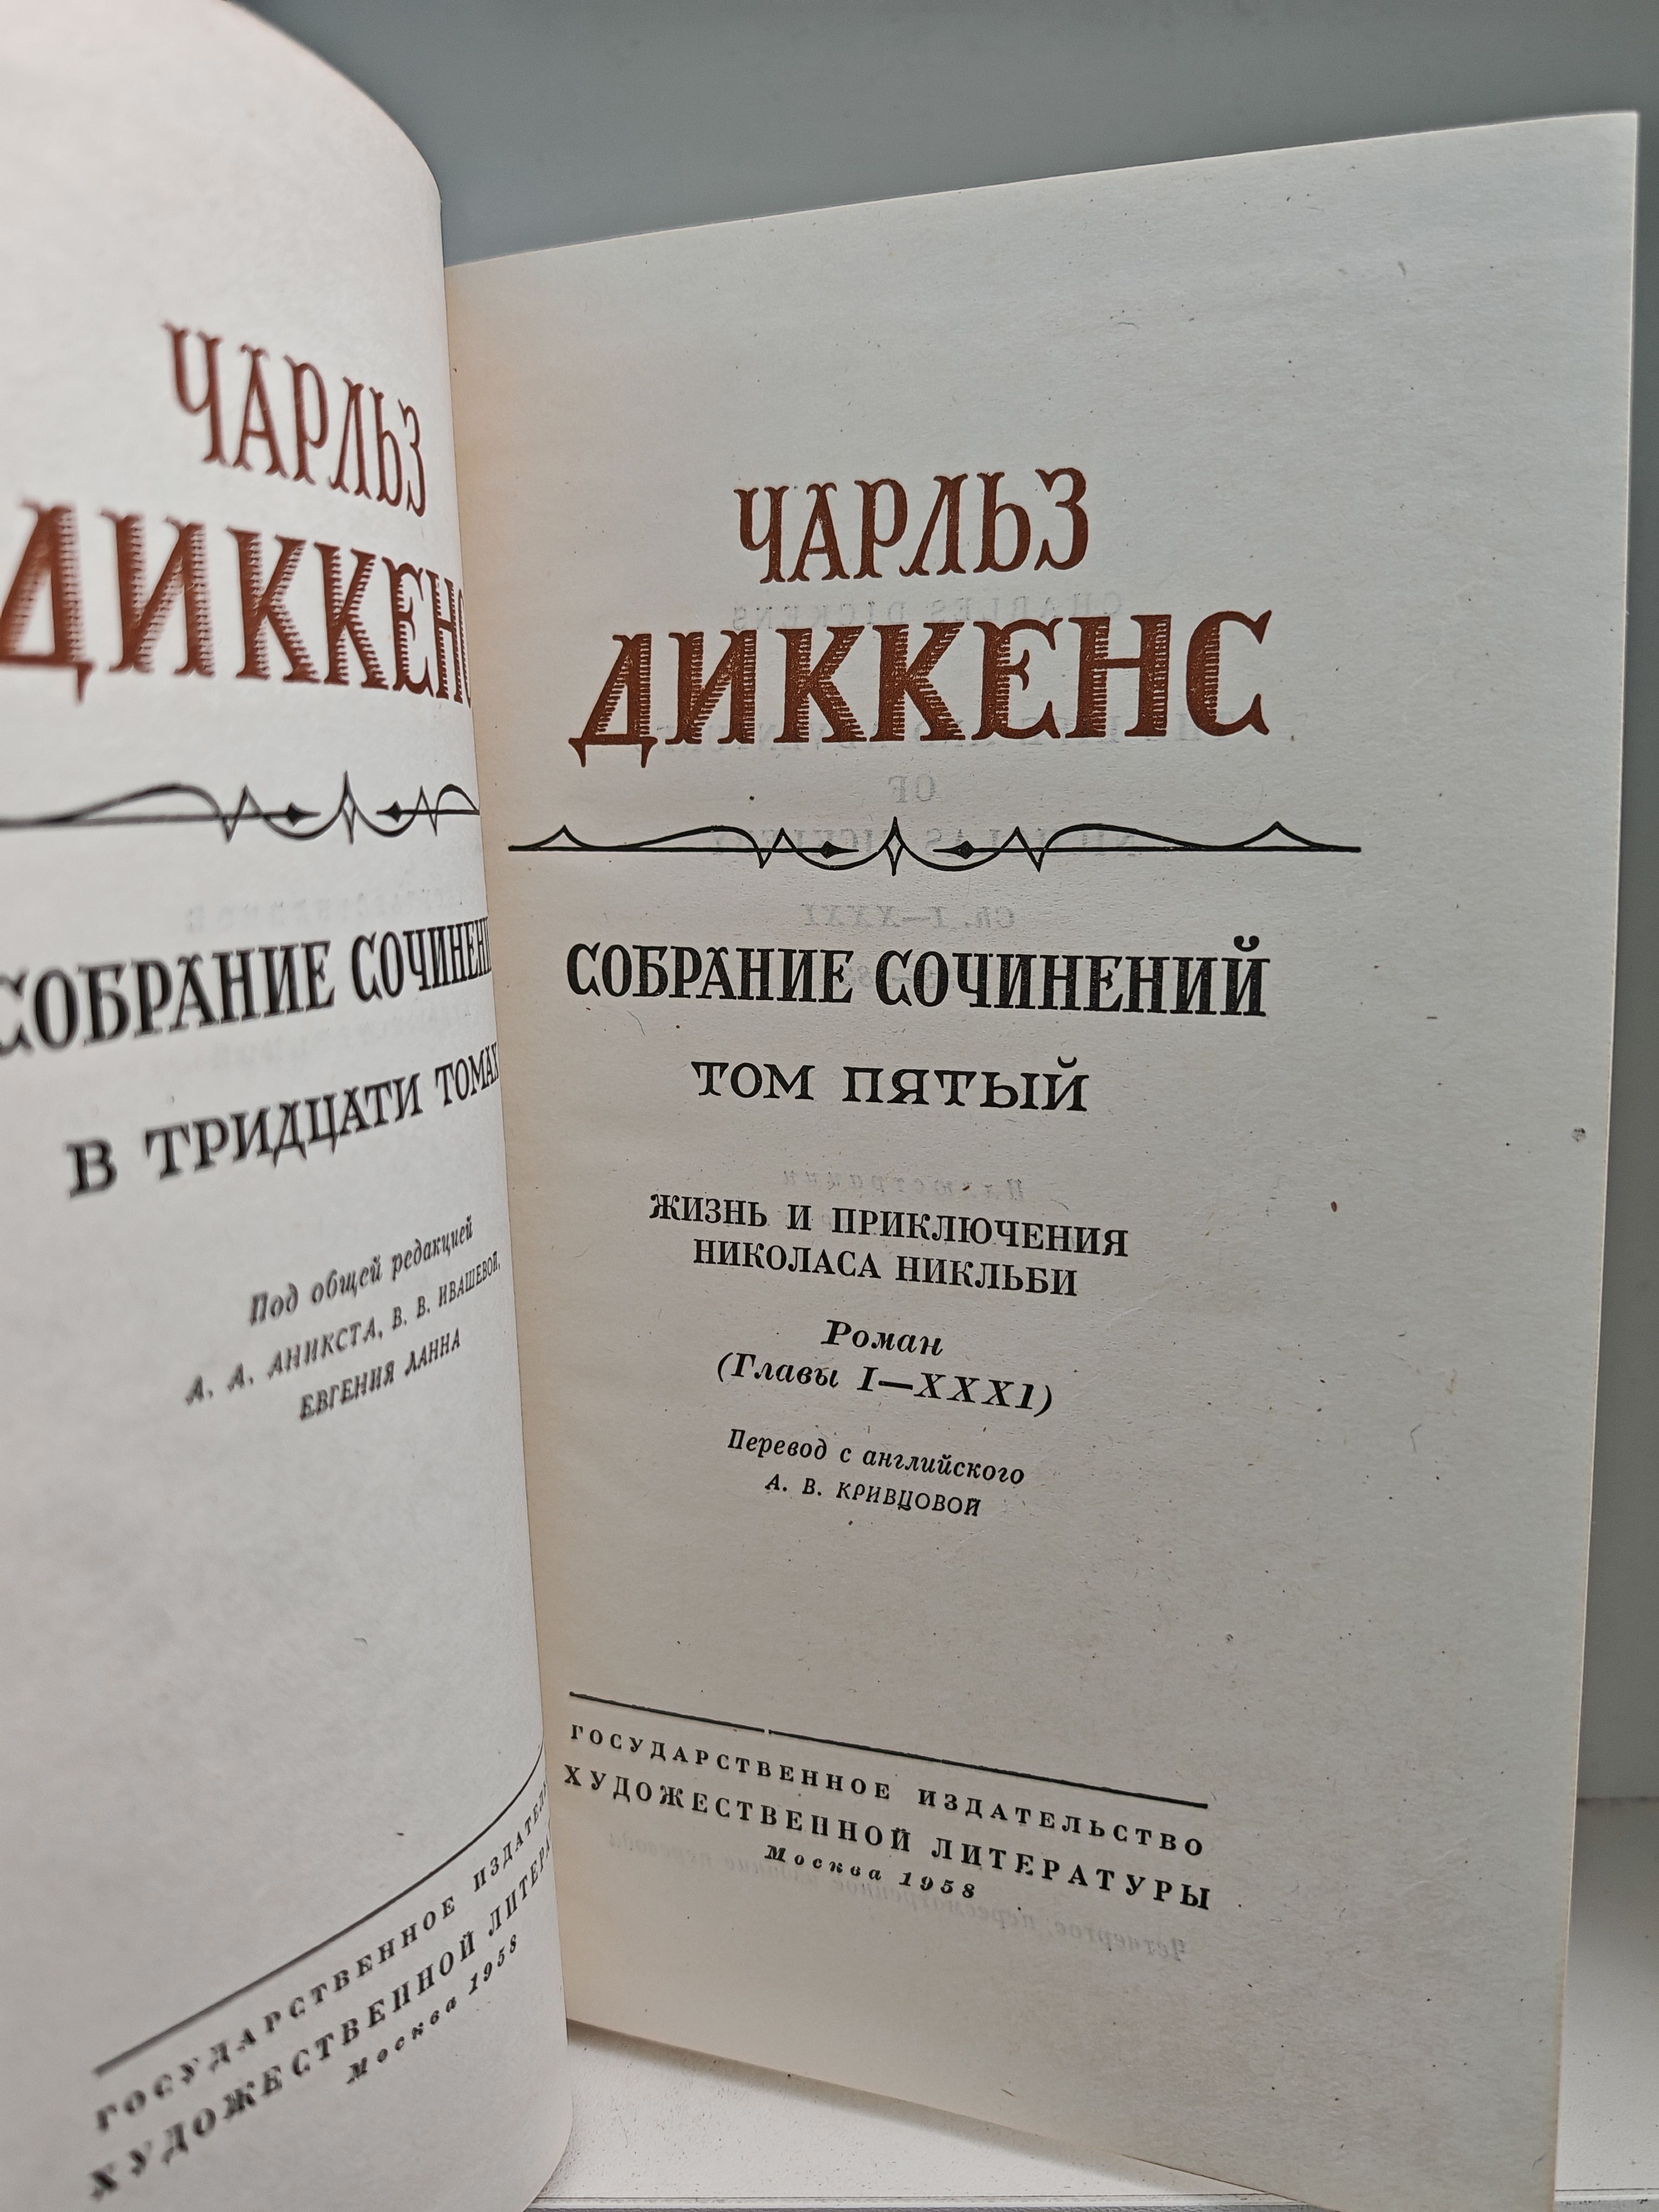 ЧАРЛЬЗ
ДИККЕНС
СОБРАНИЕ СОЧИНЕНИ
В ТРИДЦАТИ ТОМАХ
Под общей редакцией
А. А. АНИКСТА, В. В. ИВАШЕВОЙ,
ЕВГЕНИЯ ЛАННА
ГОСУДАРСТВЕННОЕ ИЗДАТЕЛЬ
ХУДОЖЕСТВЕННОЙ ЛИТЕРА
Москва 1958
ЧАРЛЬЗ
ДИККЕНС
СОБРАНИЕ СОЧИНЕНИЙ
ТОМ ПЯТЫЙ
ЖИЗНЬ И ПРИКЛЮЧЕНИЯ
НИКОЛАСА НИКЛЬБИ
Роман
(Главы I—XXXI)
Перевод с английского
А. В. КРИВЦОВОЙ
ГОСУДАРСТВЕННОЕ ИЗДАТЕЛЬСТВО
ХУДОЖЕСТВЕННОЙ ЛИТЕРАТУРЫ
Москва 1958